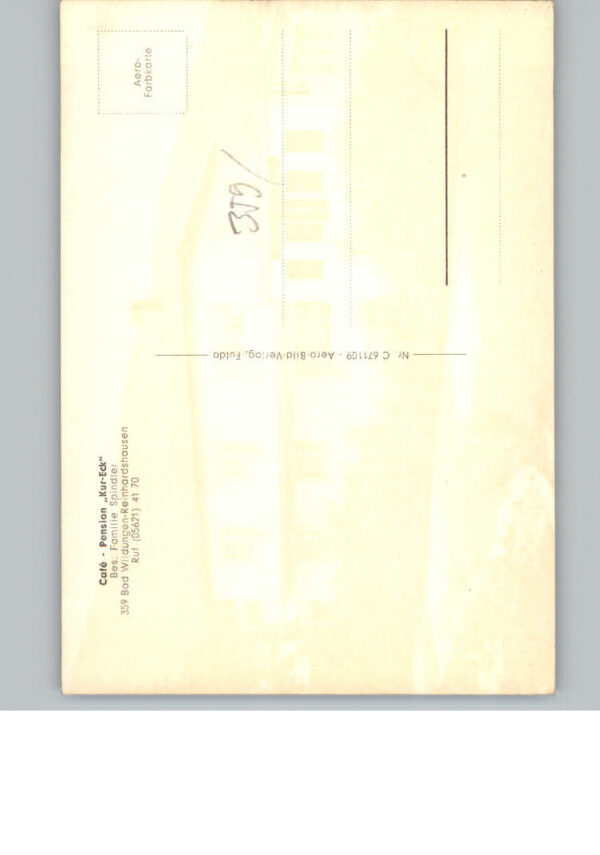 Café - Pension „Kur-Eck"
Bes. Familie Spindler
359 Bad Wildungen-Reinhardshausen
Ruf (05621) 41 70
Aero-
Farbkarte
359/
Nr. C 671109 - Aero-Bild-Verlag, Fulda